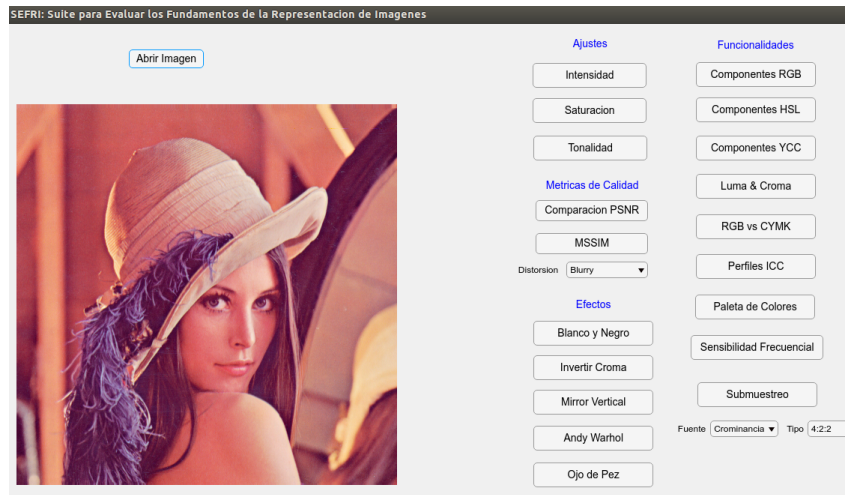 SEFRI: Suite para Evaluar los Fundamentos de la Representacion de Imagenes
Abrir Imagen
Ajustes
Intensidad
Saturacion
Tonalidad
Metricas de Calidad
Comparacion PSNR
MSSIM
Distorsion Blurry
Efectos
Blanco y Negro
Invertir Croma
Mirror Vertical
Andy Warhol
Ojo de Pez
Funcionalidades
Componentes RGB
Componentes HSL
Componentes YCC
Luma & Croma
RGB vs CYMK
Perfiles ICC
Paleta de Colores
Sensibilidad Frecuencial
Submuestreo
Fuente Crominancia Tipo 4:2:2